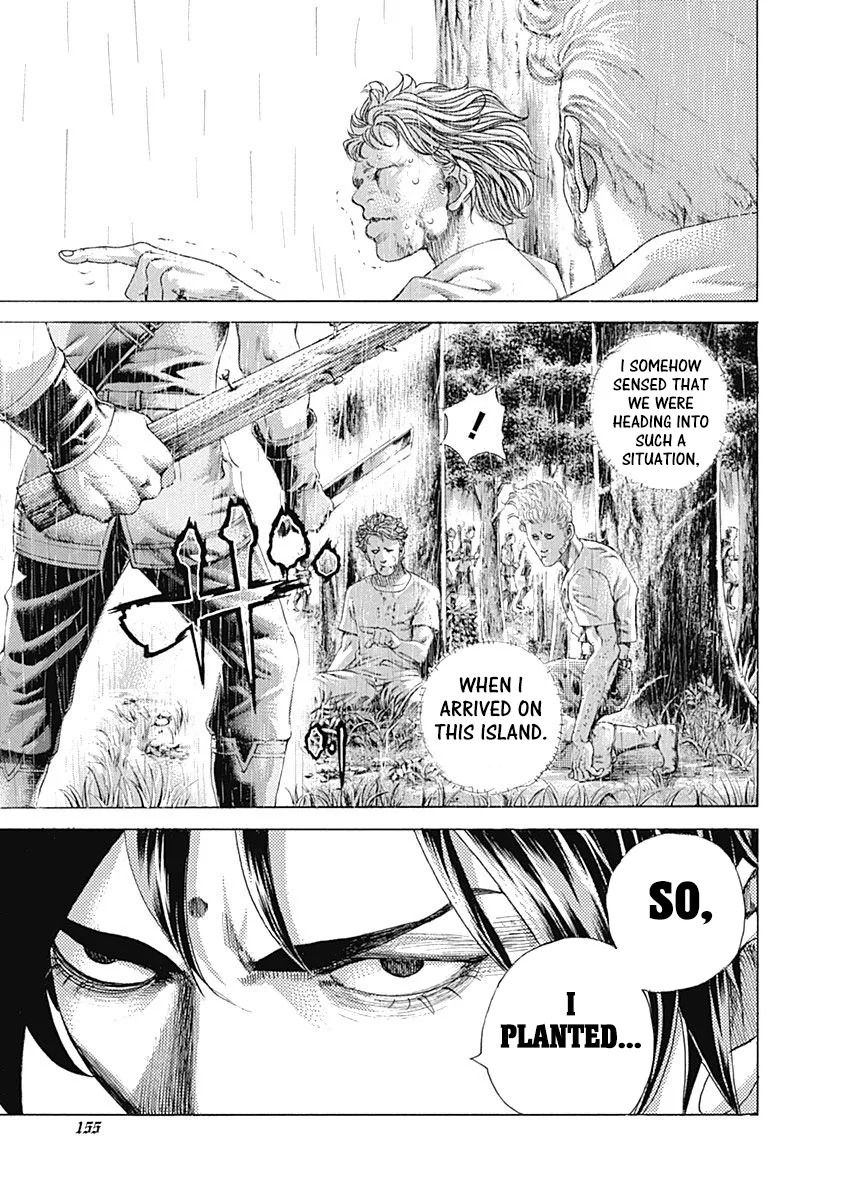 I SOMEHOW
SENSED THAT
WE WERE
HEADING INTO
SUCH A
SITUATION,
!
WHEN I
ARRIVED ON
THIS ISLAND.
SO,
I
PLANTED...
155